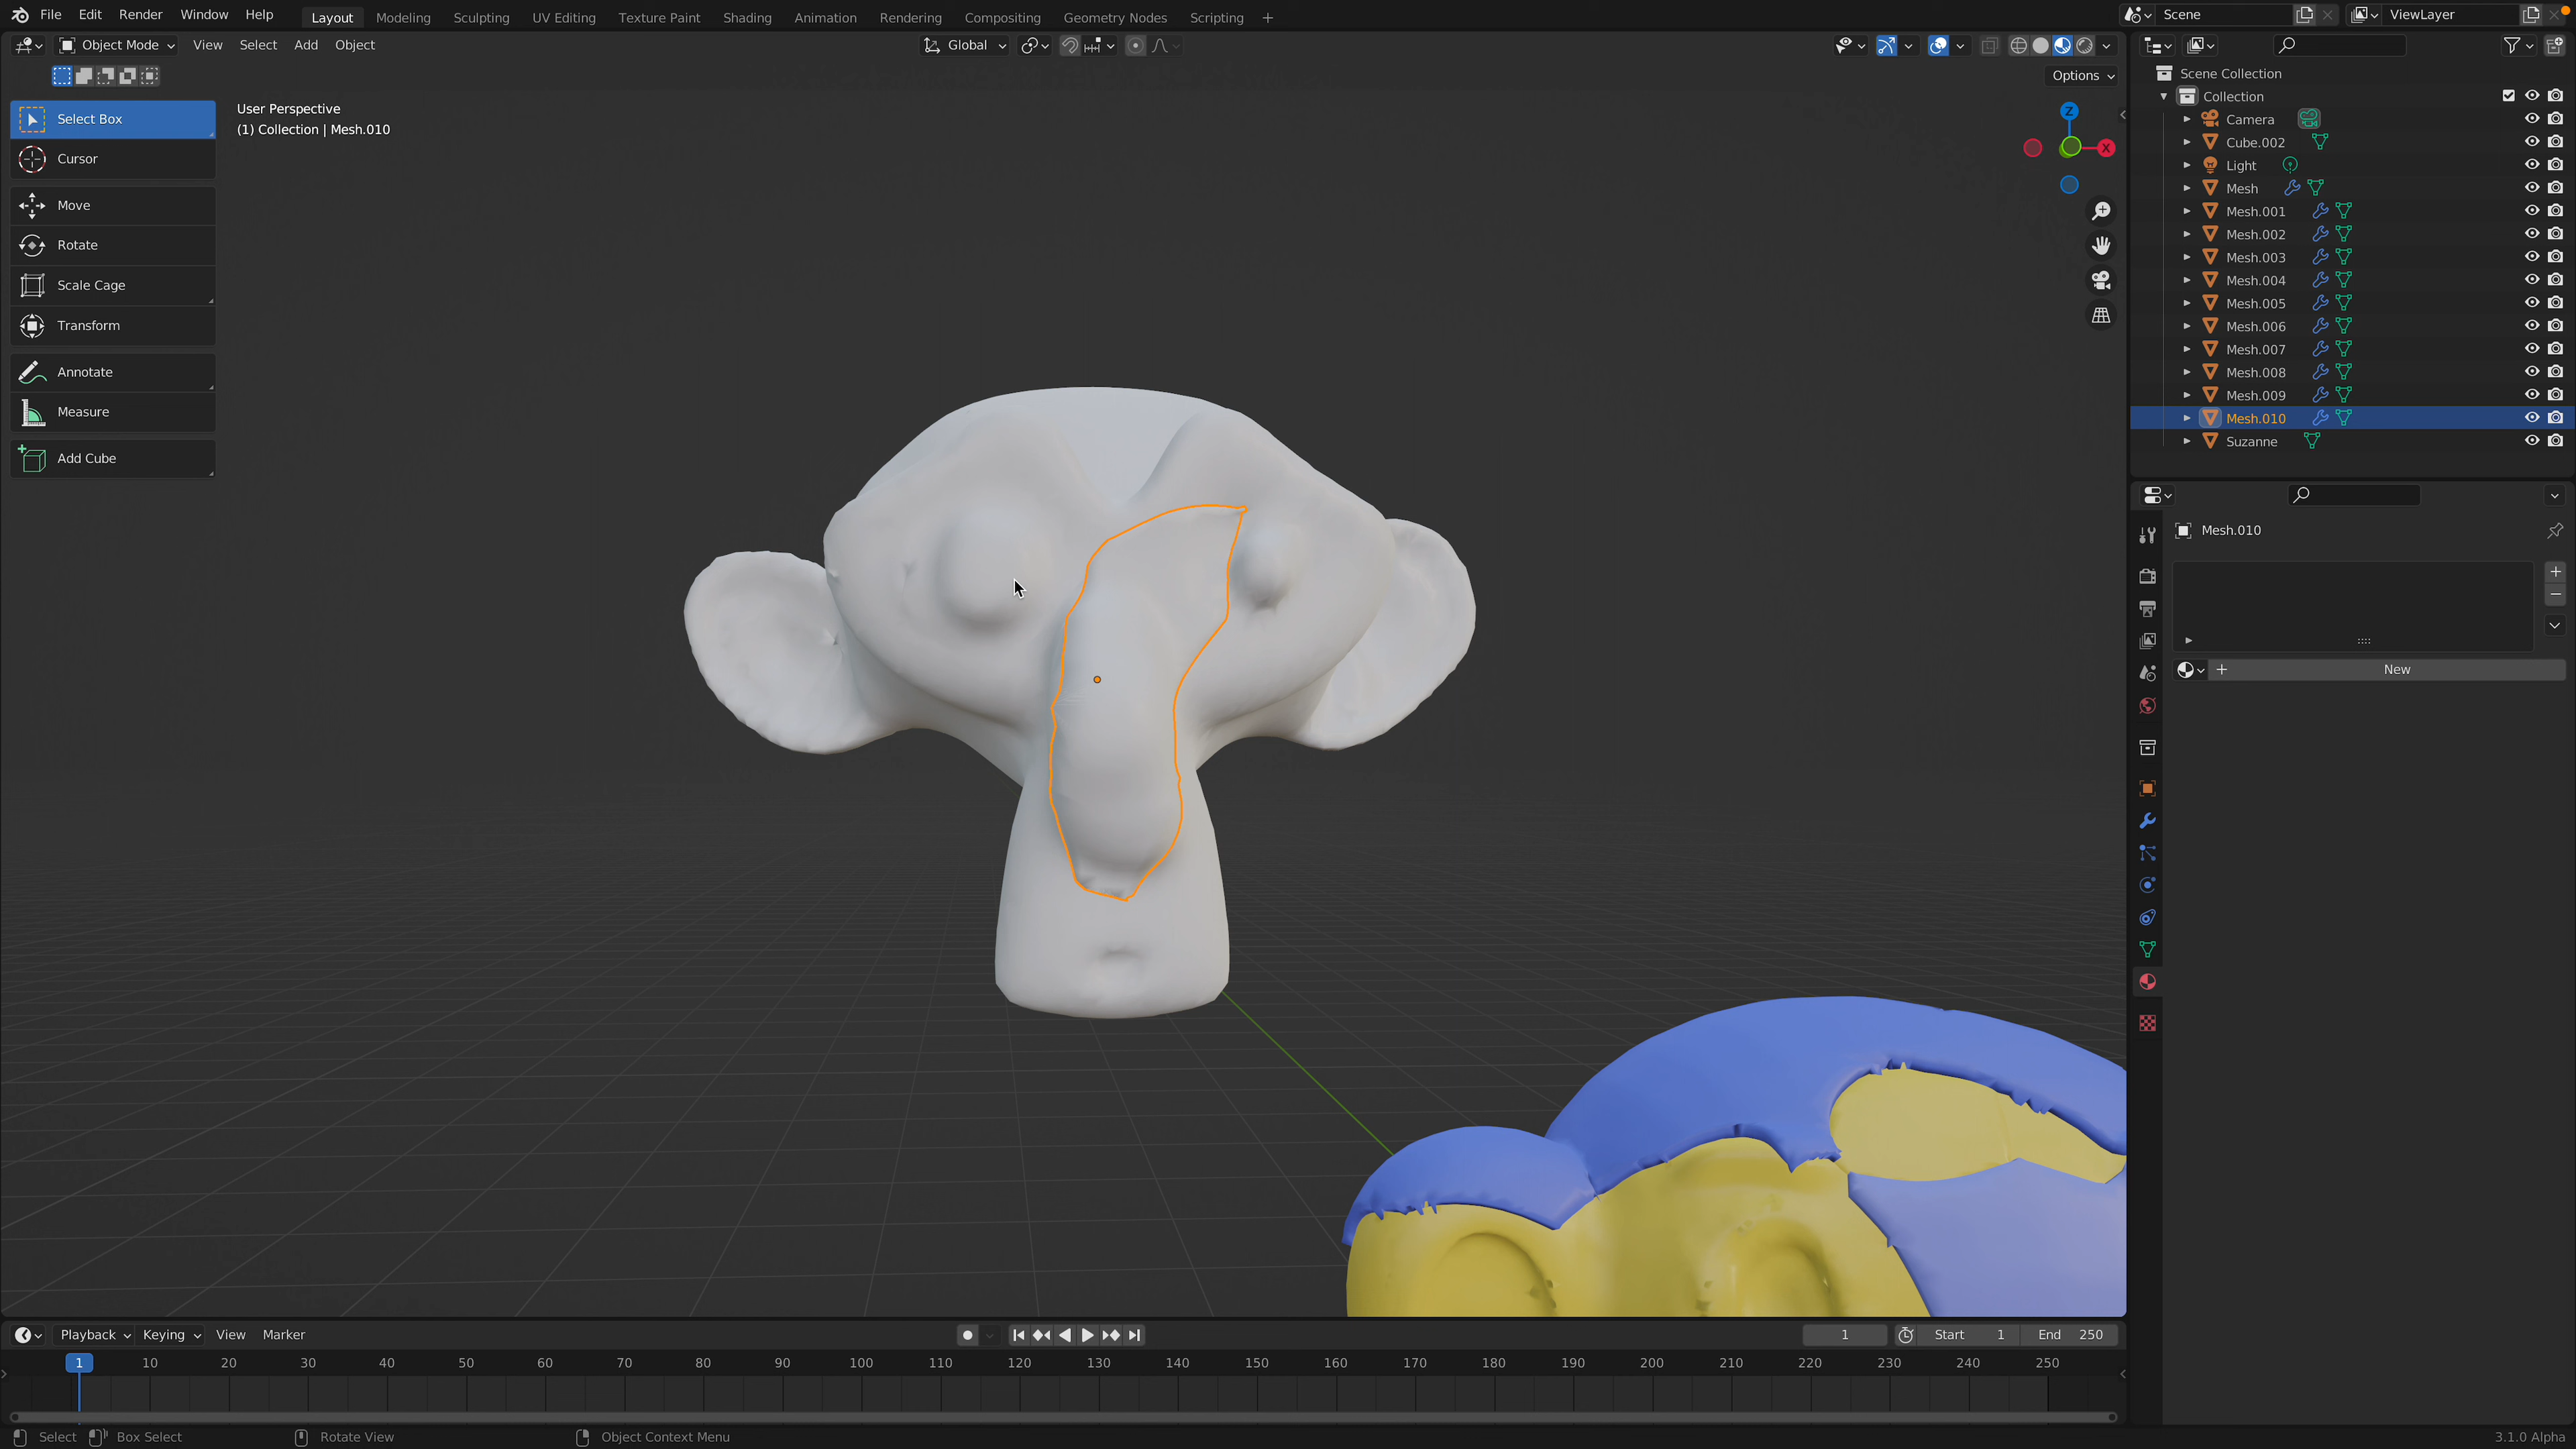 File Edit Render Window Help Layout Modeling Sculpting UV Editing Texture Paint Shading Animation Rendering Compositing Geometry Nodes Scripting + Scene ViewLayer
Object Mode View Select Add Object Global
Options
User Perspective
(1) Collection | Mesh.010
Select Box
Cursor
Move
Rotate
Scale Cage
Transform
Annotate
Measure
Add Cube
Z
X
Scene Collection
Collection
Camera
Cube.002
Light
Mesh
Mesh.001
Mesh.002
Mesh.003
Mesh.004
Mesh.005
Mesh.006
Mesh.007
Mesh.008
Mesh.009
Mesh.010
Suzanne
Mesh.010
New
Playback Keying View Marker 1 Start 1 End 250
1 10 20 30 40 50 60 70 80 90 100 110 120 130 140 150 160 170 180 190 200 210 220 230 240 250
Select Box Select Rotate View Object Context Menu 3.1.0 Alpha